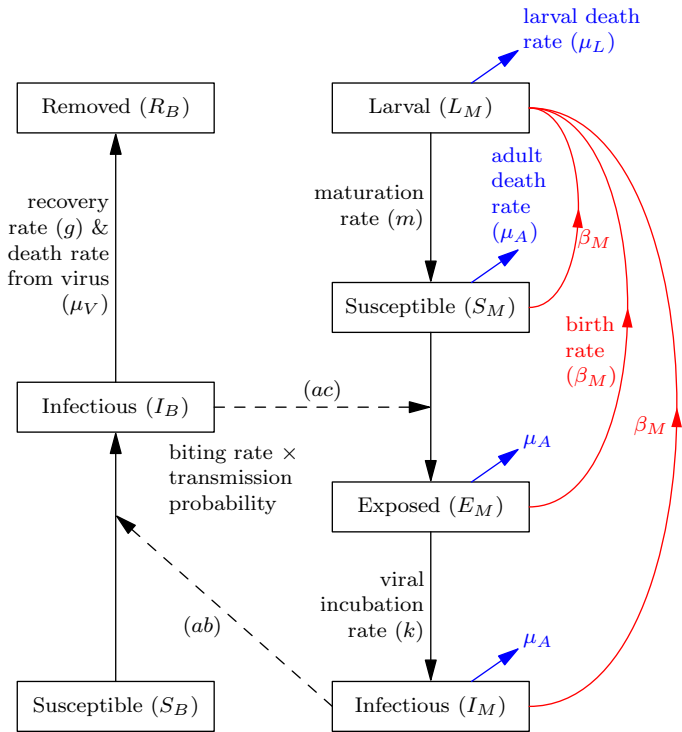 larval death
rate (μ_L)
Removed (R_B)
Larval (L_M)
adult
death
rate
(μ_A)
recovery
rate (g) &
death rate
from virus
(μ_V)
maturation
rate (m)
β_M
Susceptible (S_M)
birth
rate
(β_M)
(ac)
Infectious (I_B)
β_M
biting rate ×
transmission
probability
μ_A
Exposed (E_M)
viral
incubation
rate (k)
(ab)
μ_A
Susceptible (S_B)
Infectious (I_M)